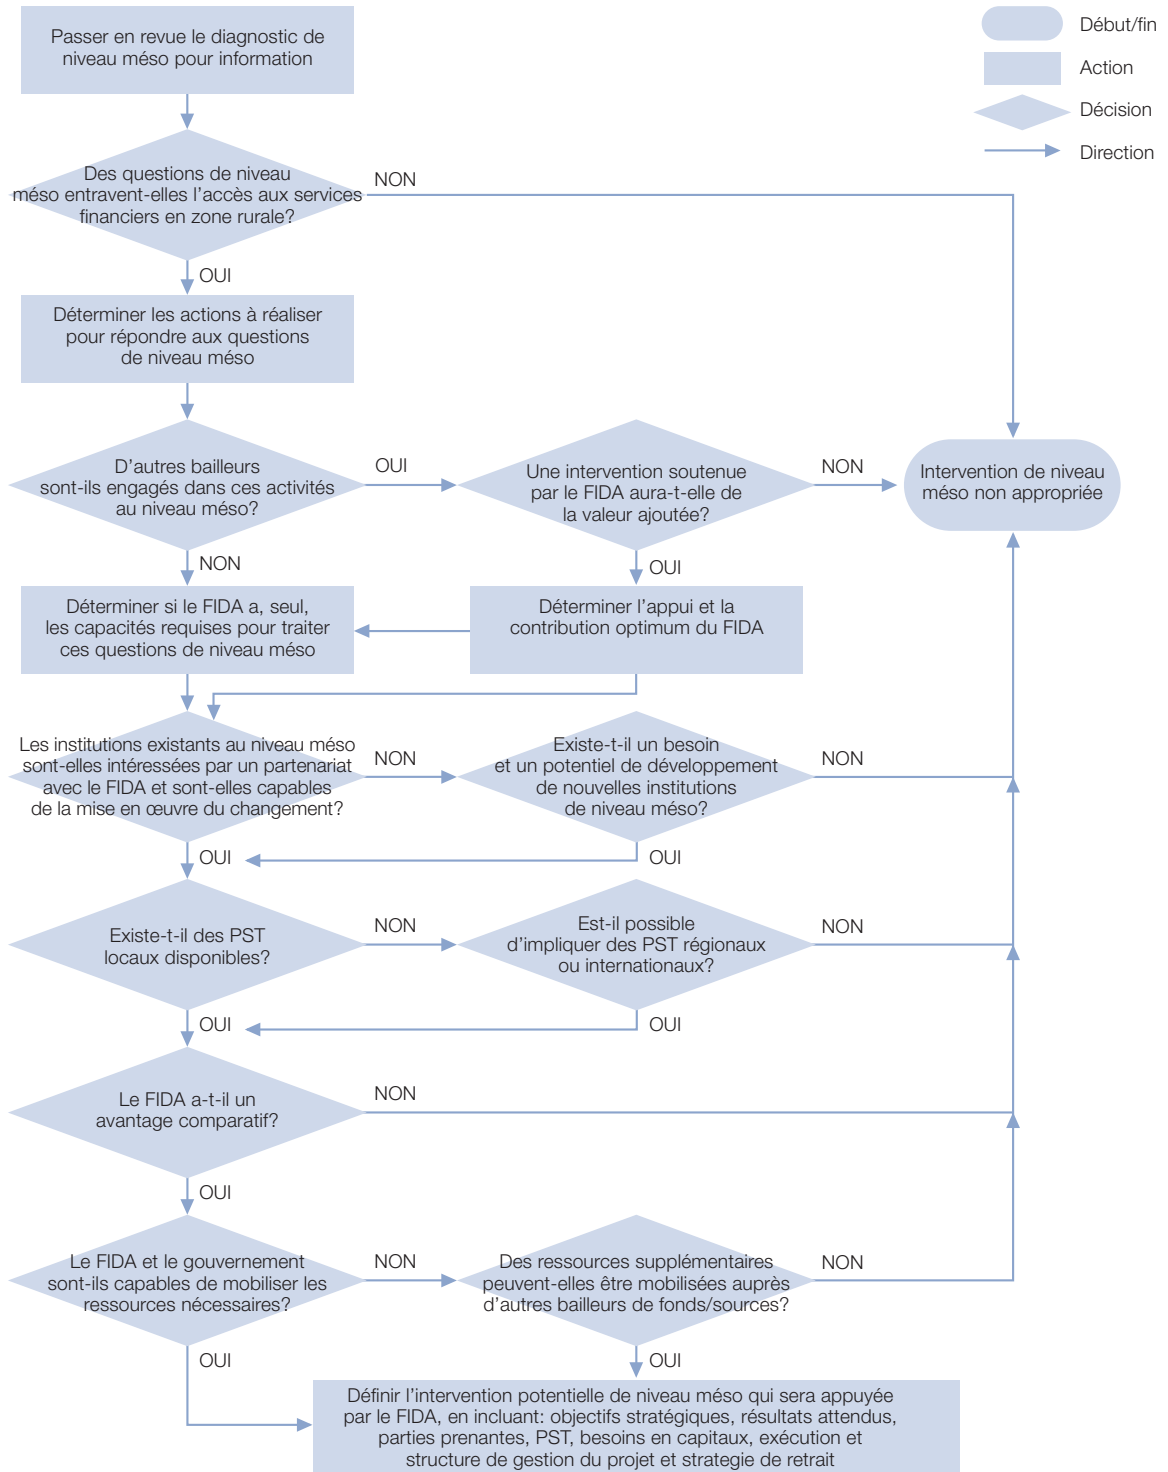 Passer en revue le diagnostic de
niveau méso pour information
Début/fin
Action
Décision
Direction
Des questions de niveau
méso entravent-elles l'accès aux services
financiers en zone rurale?
NON
OUI
Déterminer les actions à réaliser
pour répondre aux questions
de niveau méso
D'autres bailleurs
sont-ils engagés dans ces activités
au niveau méso?
OUI
Une intervention soutenue
par le FIDA aura-t-elle de
la valeur ajoutée?
NON
Intervention de niveau
méso non appropriée
NON
OUI
Déterminer si le FIDA a, seul,
les capacités requises pour traiter
ces questions de niveau méso
Déterminer l'appui et la
contribution optimum du FIDA
Les institutions existants au niveau méso
sont-elles intéressées par un partenariat
avec le FIDA et sont-elles capables
de la mise en œuvre du changement?
NON
Existe-t-il un besoin
et un potentiel de développement
de nouvelles institutions
de niveau méso?
NON
OUI
OUI
Existe-t-il des PST
locaux disponibles?
NON
Est-il possible
d'impliquer des PST régionaux
ou internationaux?
NON
OUI
OUI
Le FIDA a-t-il un
avantage comparatif?
NON
OUI
Le FIDA et le gouvernement
sont-ils capables de mobiliser les
ressources nécessaires?
NON
Des ressources supplémentaires
peuvent-elles être mobilisées auprès
d'autres bailleurs de fonds/sources?
NON
OUI
OUI
Définir l'intervention potentielle de niveau méso qui sera appuyée
par le FIDA, en incluant: objectifs stratégiques, résultats attendus,
parties prenantes, PST, besoins en capitaux, exécution et
structure de gestion du projet et strategie de retrait